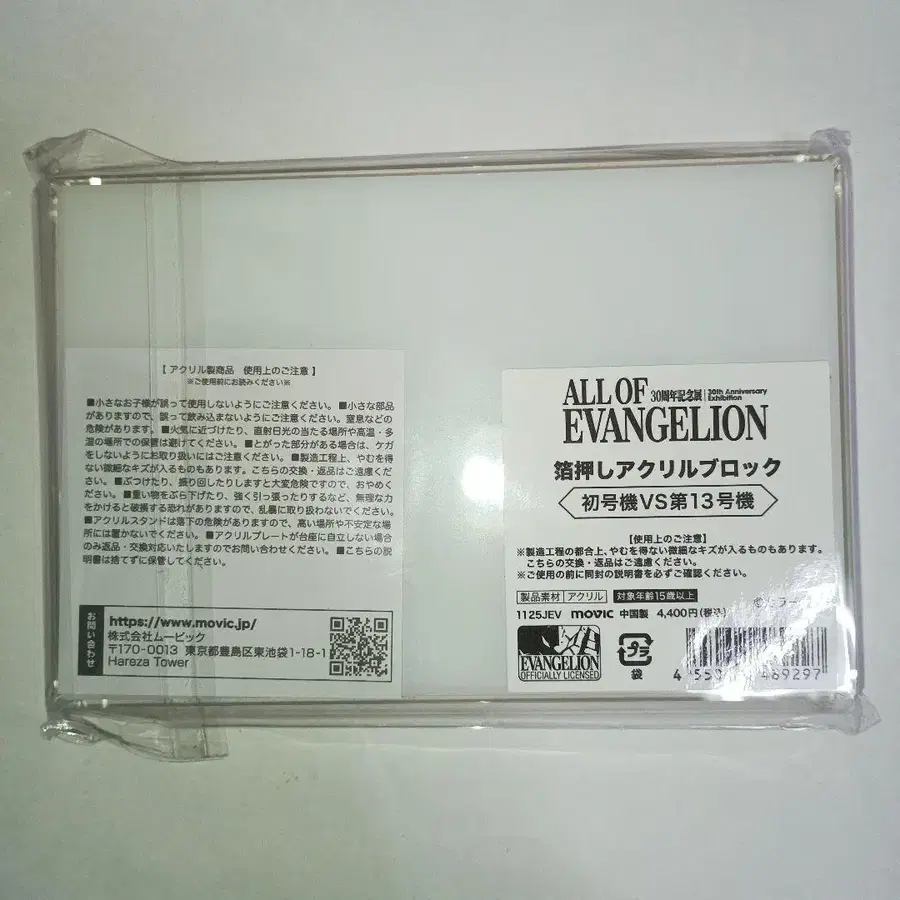 【 アクリル製商品 使用上のご注意 】
※ご使用前にお読みください※
■小さなお子様が誤って使用しないようにご注意ください。■小さな部品
がありますので、誤って飲み込まないようにご注意ください。窒息などの
危険があります。■火気に近づけたり、直射日光の当たる場所や高温・多
湿の場所での保管は避けてください。■とがった部分がある場合は、ケガ
をしないようにお取り扱いにはご注意ください。■製造工程上、やむを得
ない微細なキズが入るものもあります。こちらの交換・返品はご遠慮くだ
さい。■ぶつけたり、振り回したりしますと大変危険ですので、おやめく
ださい。■重い物をぶら下げたり、強く引っ張ったりするなど、無理な力
をかけると破損する恐れがありますので、乱暴に取り扱わないでください。
■アクリルスタンドは落下の危険がありますので、高い場所や不安定な場
所には置かないでください。■アクリルプレートが台座に自立しない場合
のみ返品・交換対応いたしますのでお問い合わせください。■こちらの説
明書は捨てずに保管してください。
お問い合わせ
https://www.movic.jp/
株式会社ムービック
〒170-0013 東京都豊島区東池袋1-18-1
Hareza Tower
ALL OF 30周年記念展 30th Anniversary Exhibition
EVANGELION
箔押しアクリルブロック
初号機VS第13号機
【使用上のご注意】
※製造工程の都合上、やむを得ない微細なキズが入るものもあります。
こちらの交換・返品はご遠慮ください。
※ご使用の前に同封の説明書を必ずご確認ください。
製品素材 アクリル 対象年齢15歳以上 ©カラー
1125JEV movic 中国製 4,400円(税込)
EVANGELION
OFFICIALLY LICENSED
プラ
袋
489297